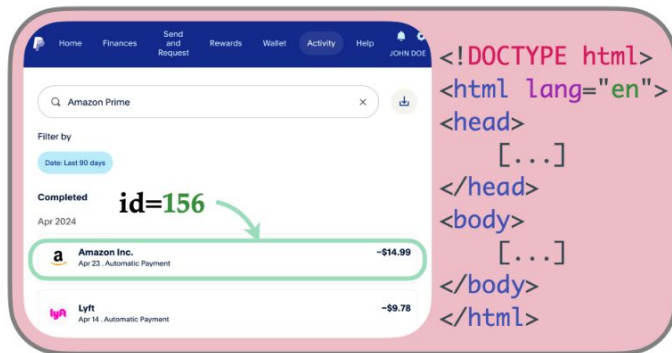 Home Finances Send and Request Rewards Wallet Activity Help JOHN DOE
Amazon Prime
Filter by
Date: Last 90 days
Completed
id=156
Apr 2024
a
Amazon Inc. -$14.99
Apr 23 . Automatic Payment
lyft
Lyft -$9.78
Apr 14 . Automatic Payment
<!DOCTYPE html>
<html lang="en">
<head>
[...]
</head>
<body>
[...]
</body>
</html>